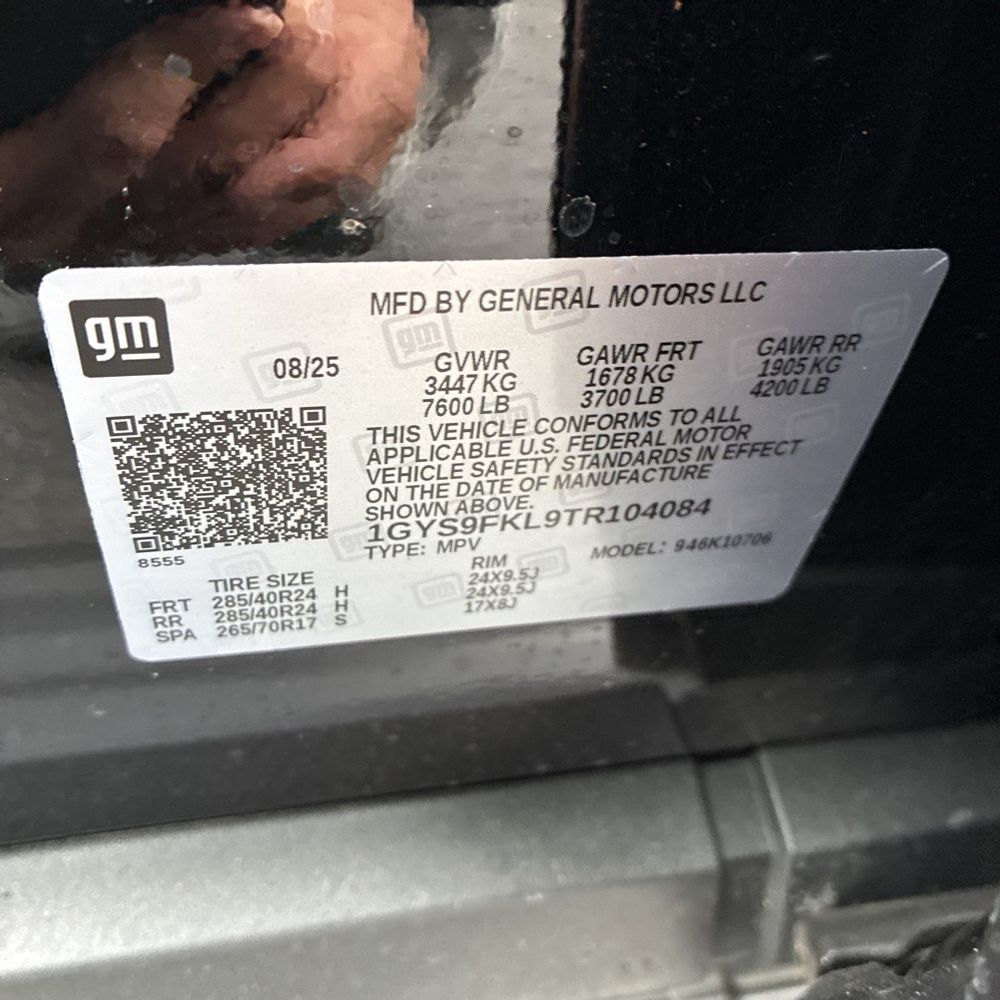 gm
MFD BY GENERAL MOTORS LLC
08/25
GVWR GAWR FRT GAWR RR
3447 KG 1678 KG 1905 KG
7600 LB 3700 LB 4200 LB
THIS VEHICLE CONFORMS TO ALL
APPLICABLE U.S. FEDERAL MOTOR
VEHICLE SAFETY STANDARDS IN EFFECT
ON THE DATE OF MANUFACTURE
SHOWN ABOVE.
1GYS9FKL9TR104084
TYPE: MPV MODEL: 946K10706
8555
TIRE SIZE RIM
FRT 285/40R24 H 24X9.5J
RR 285/40R24 H 24X9.5J
SPA 265/70R17 S 17X8J